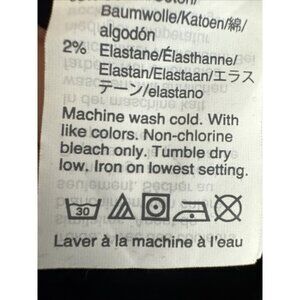 Baumwolle/Katoen/綿/
algodón
2% Elastane/Élasthanne/
Elastan/Elastaan/エラス
テーン/elastano
Machine wash cold. With
like colors. Non-chlorine
bleach only. Tumble dry
low. Iron on lowest setting.
30
Laver à la machine à l'eau